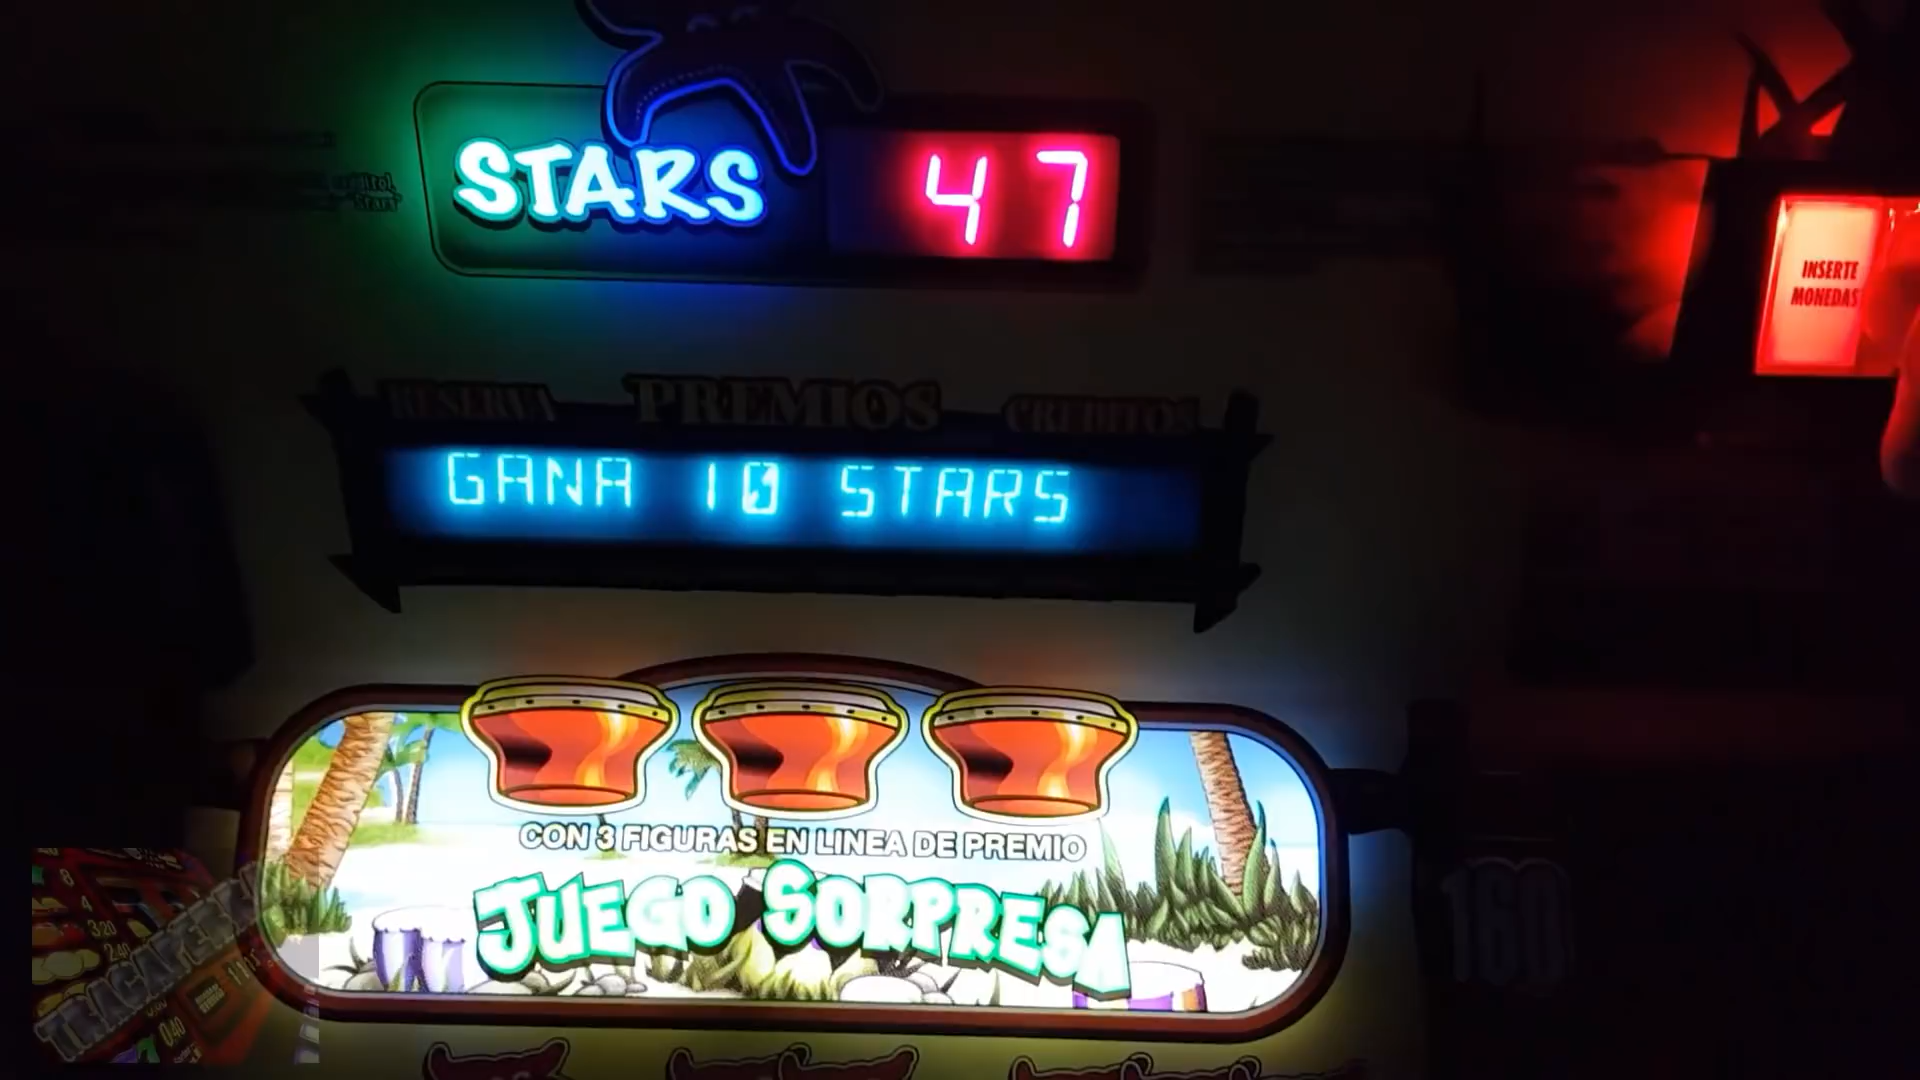 STARS 47
INSERTE
MONEDAS
RESERVA PREMIOS CREDITOS
GANA 10 STARS
CON 3 FIGURAS EN LINEA DE PREMIO
JUEGO SORPRESA
160